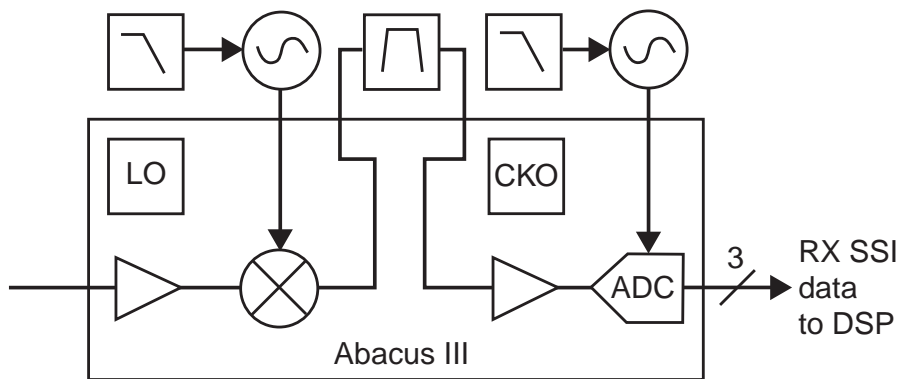 LO
CKO
ADC
3
RX SSI
data
to DSP
Abacus III